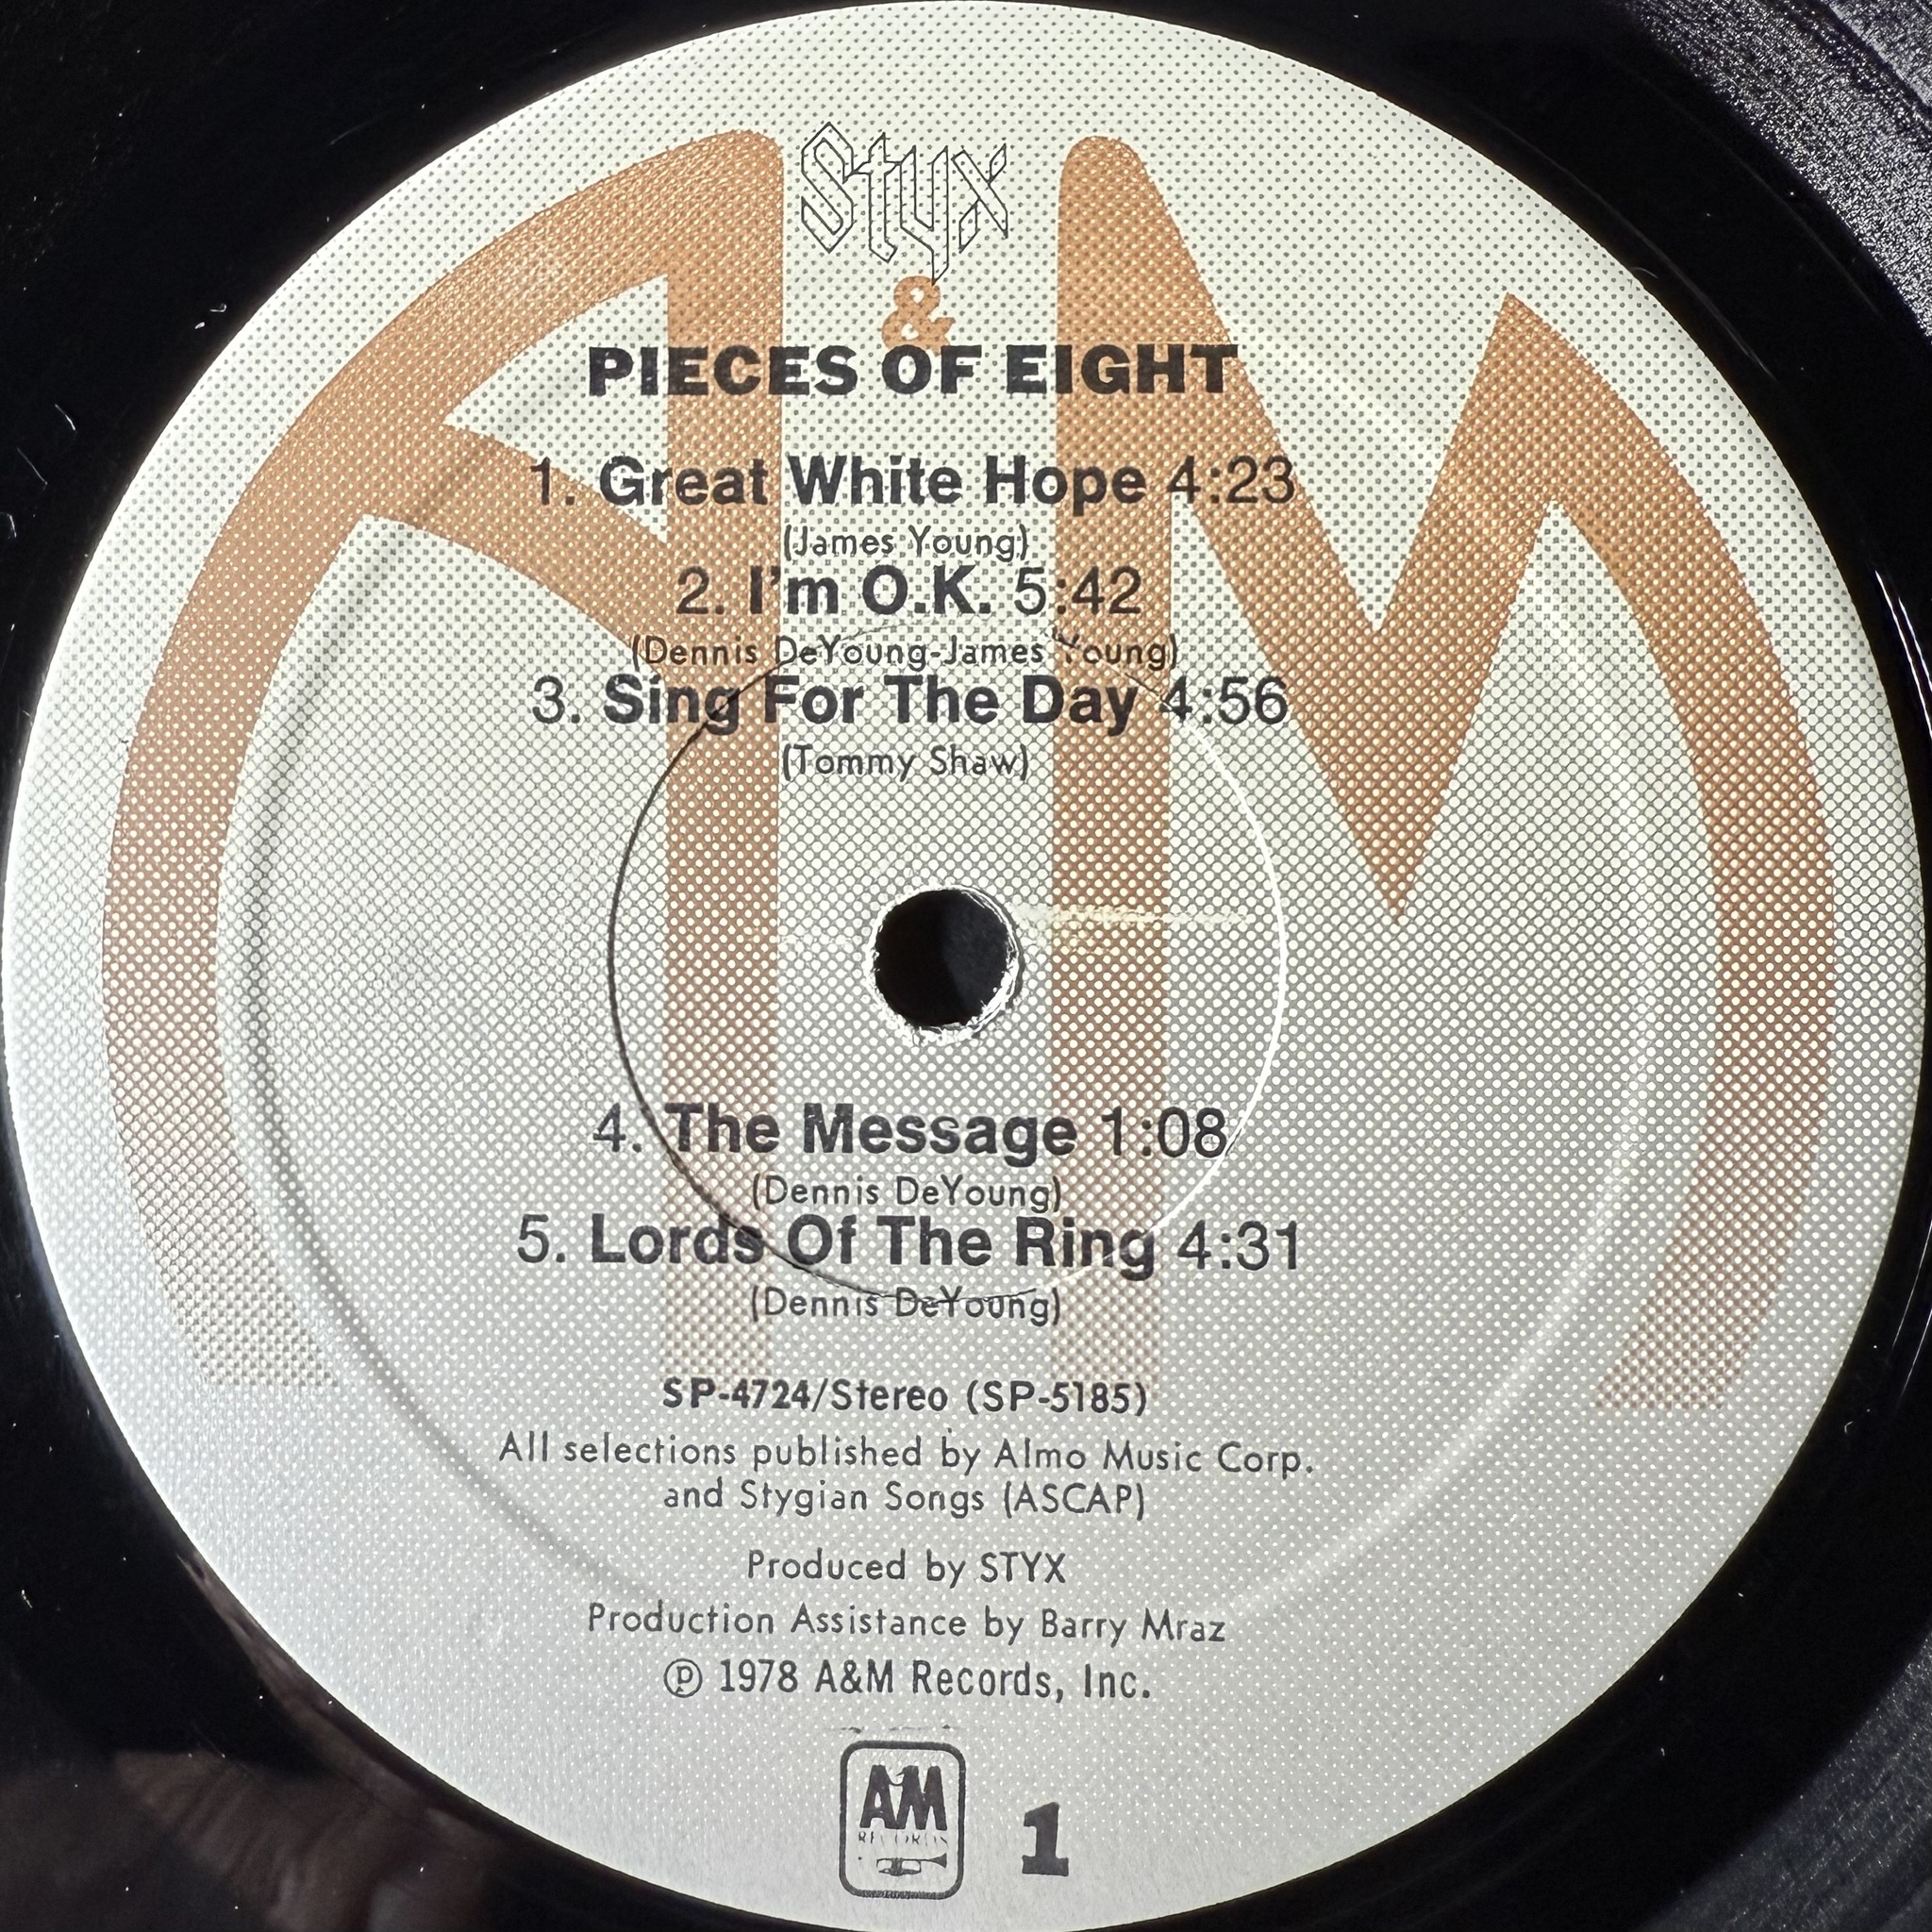 Styx
&
PIECES OF EIGHT
1. Great White Hope 4:23
(James Young)
2. I'm O.K. 5:42
(Dennis DeYoung-James Young)
3. Sing For The Day 4:56
(Tommy Shaw)
4. The Message 1:08
(Dennis DeYoung)
5. Lords Of The Ring 4:31
(Dennis DeYoung)
SP-4724/Stereo (SP-5185)
All selections published by Almo Music Corp.
and Stygian Songs (ASCAP)
Produced by STYX
Production Assistance by Barry Mraz
℗ 1978 A&M Records, Inc.
AM
RECORDS
1